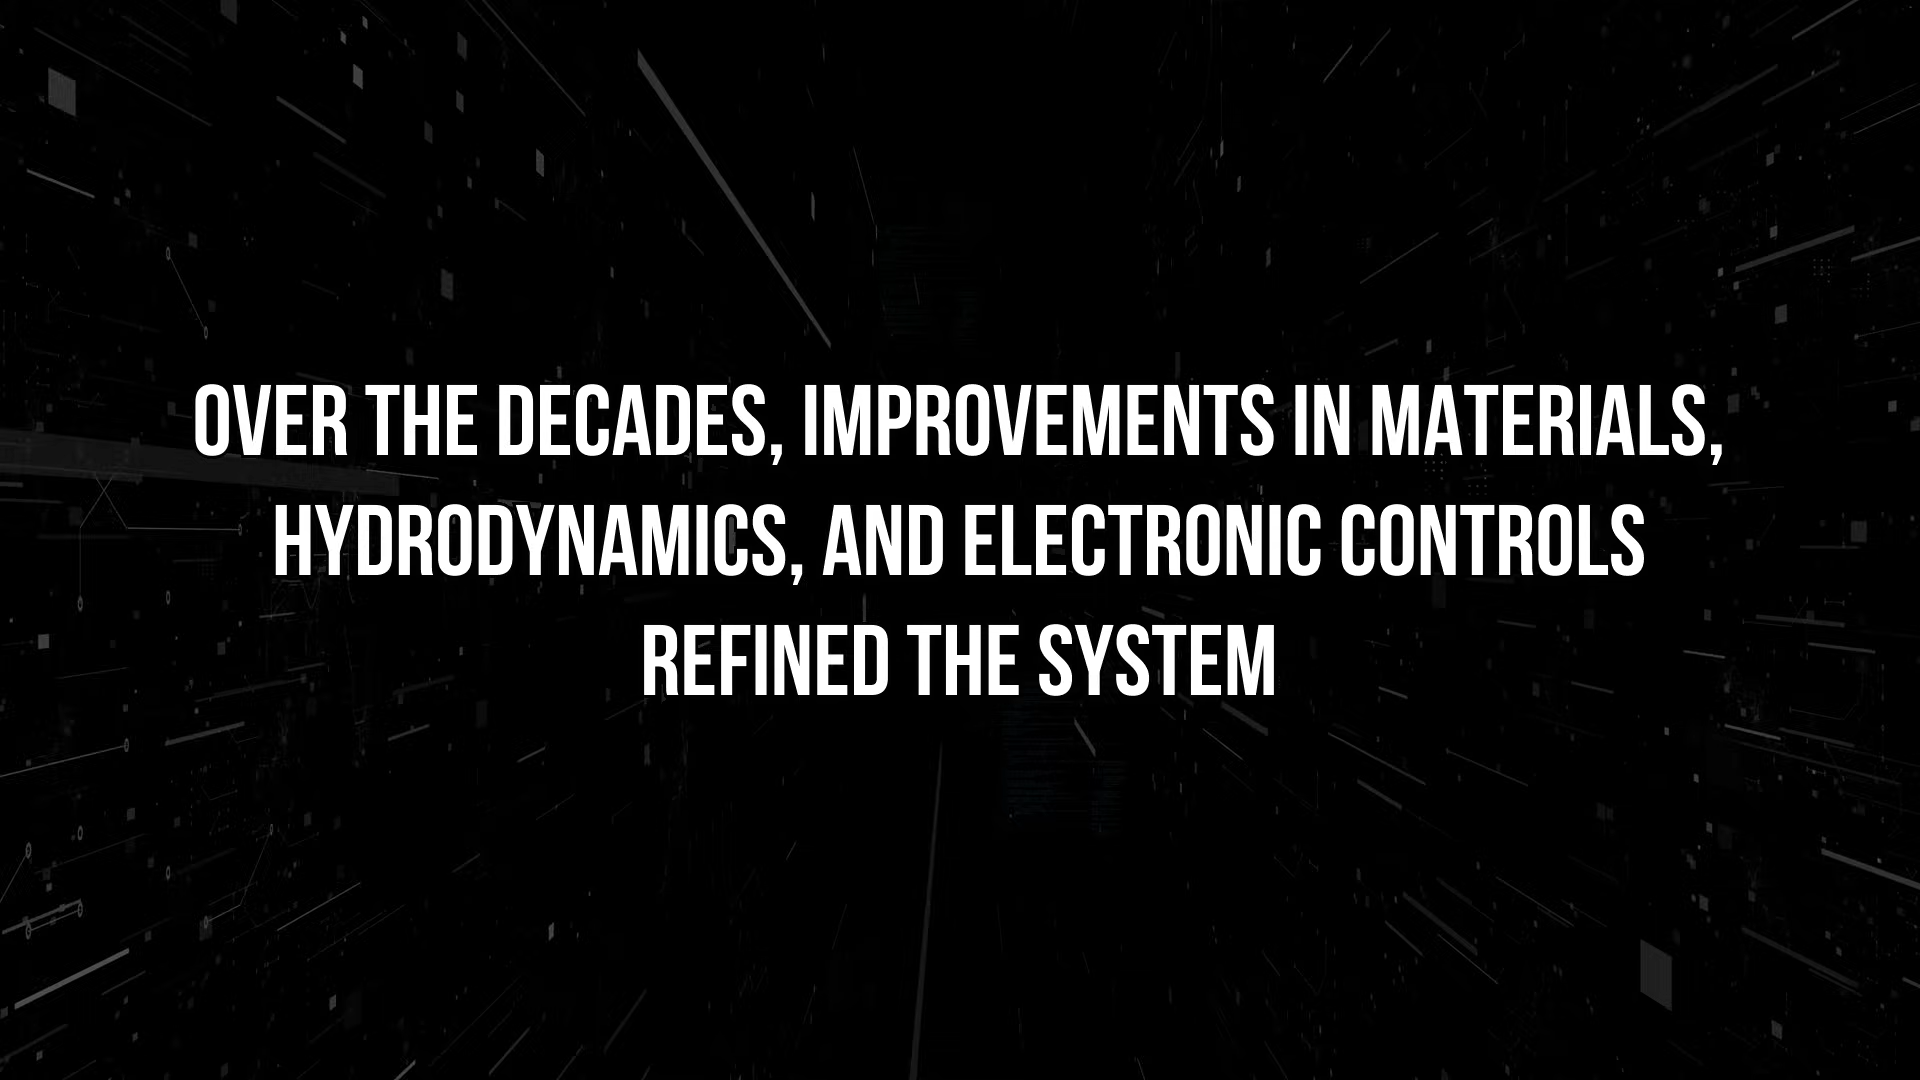 OVER THE DECADES, IMPROVEMENTS IN MATERIALS,
HYDRODYNAMICS, AND ELECTRONIC CONTROLS
REFINED THE SYSTEM